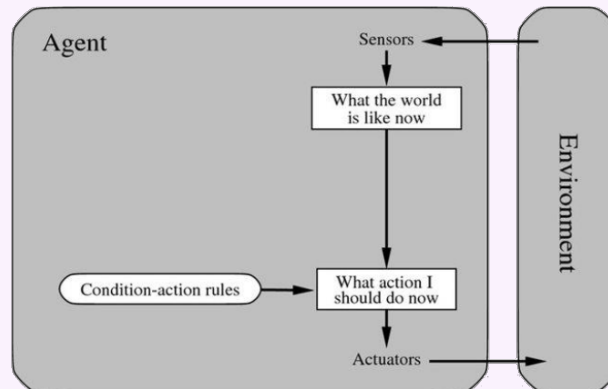 Agent
Sensors
What the world
is like now
Environment
Condition-action rules
What action I
should do now
Actuators